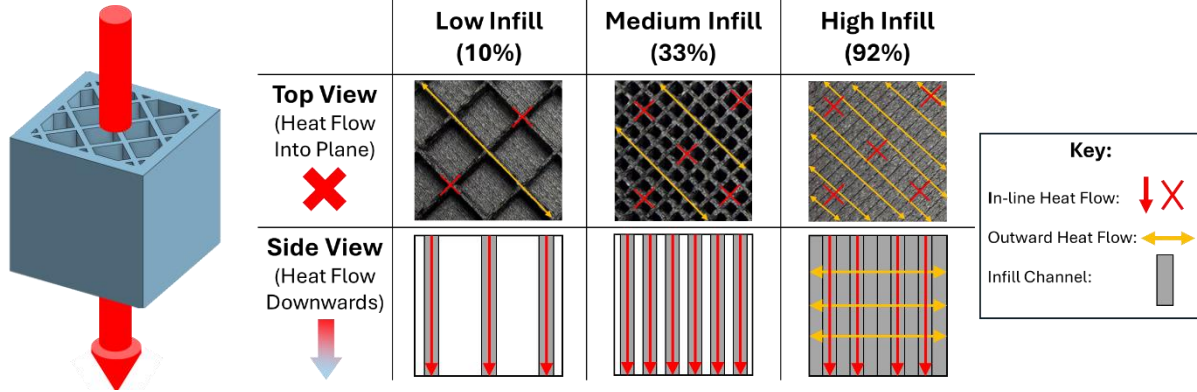 Low Infill
(10%)
Medium Infill
(33%)
High Infill
(92%)
Top View
(Heat Flow
Into Plane)
Side View
(Heat Flow
Downwards)
Key:
In-line Heat Flow:
Outward Heat Flow:
Infill Channel: